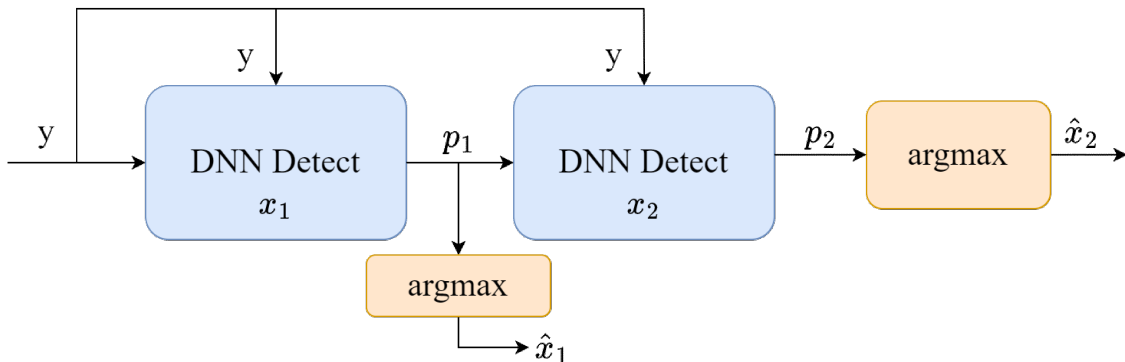 y
y
y
DNN Detect
x₁
p₁
DNN Detect
x₂
p₂
argmax
x̂₂
argmax
x̂₁